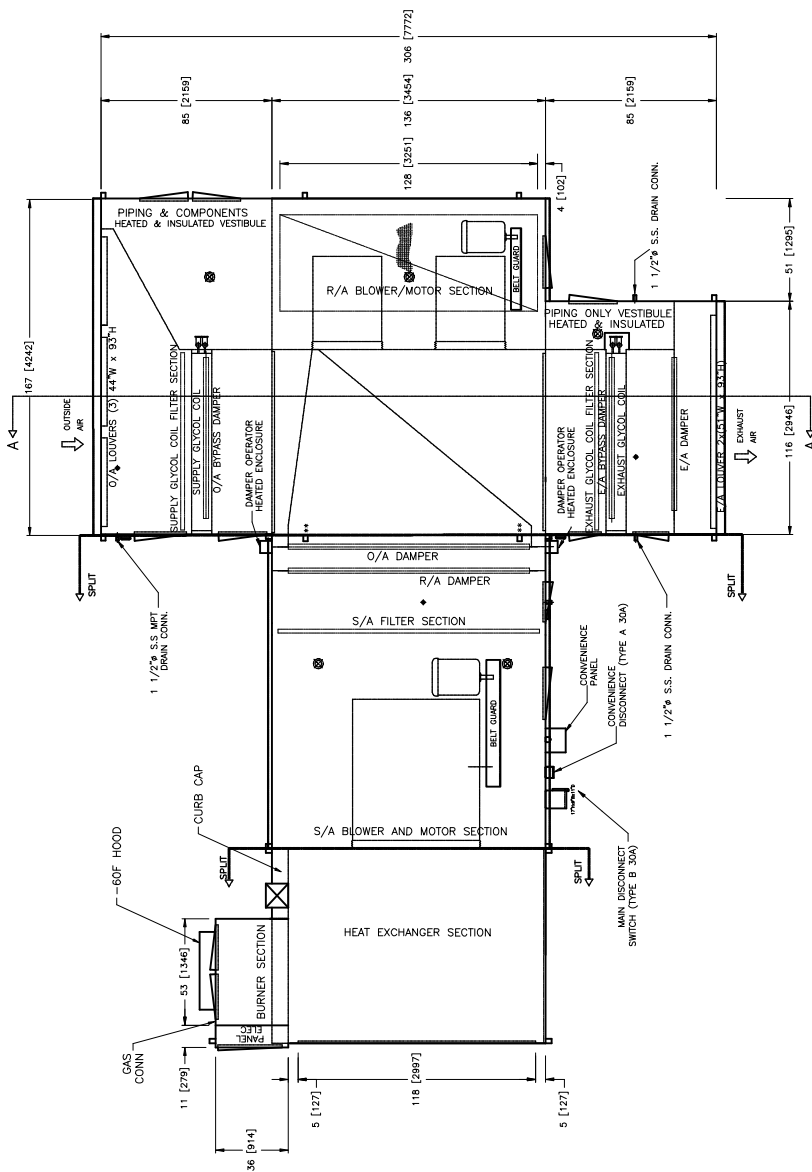 306 [7772]
85 [2159]
136 [3454]
85 [2159]
128 [3251]
4 [102]
167 [4242]
51 [1295]
116 [2946]
1 1/2"ø S.S. DRAIN CONN.
PIPING & COMPONENTS
HEATED & INSULATED VESTIBULE
R/A BLOWER/MOTOR SECTION
BELT GUARD
PIPING ONLY VESTIBULE
HEATED & INSULATED
A
OUTSIDE
AIR
O/A LOUVERS (3) 44"W x 93"H
SUPPLY GLYCOL COIL FILTER SECTION
SUPPLY GLYCOL COIL
O/A BYPASS DAMPER
DAMPER OPERATOR
HEATED ENCLOSURE
DAMPER OPERATOR
HEATED ENCLOSURE
EXHAUST GLYCOL COIL FILTER SECTION
E/A BYPASS DAMPER
EXHAUST GLYCOL COIL
E/A DAMPER
E/A LOUVER 2x(51"W x 93"H)
EXHAUST
AIR
A
**
**
SPLIT
SPLIT
1 1/2"ø S.S MPT
DRAIN CONN.
O/A DAMPER
R/A DAMPER
S/A FILTER SECTION
BELT GUARD
S/A BLOWER AND MOTOR SECTION
CONVENIENCE
PANEL
CONVENIENCE
DISCONNECT (TYPE A 30A)
1 1/2"ø S.S. DRAIN CONN.
MAIN DISCONNECT
SWITCH (TYPE B 30A)
SPLIT
SPLIT
CURB CAP
60F HOOD
HEAT EXCHANGER SECTION
BURNER SECTION
ELEC
PANEL
GAS
CONN
53 [1346]
11 [279]
36 [914]
5 [127]
118 [2997]
5 [127]